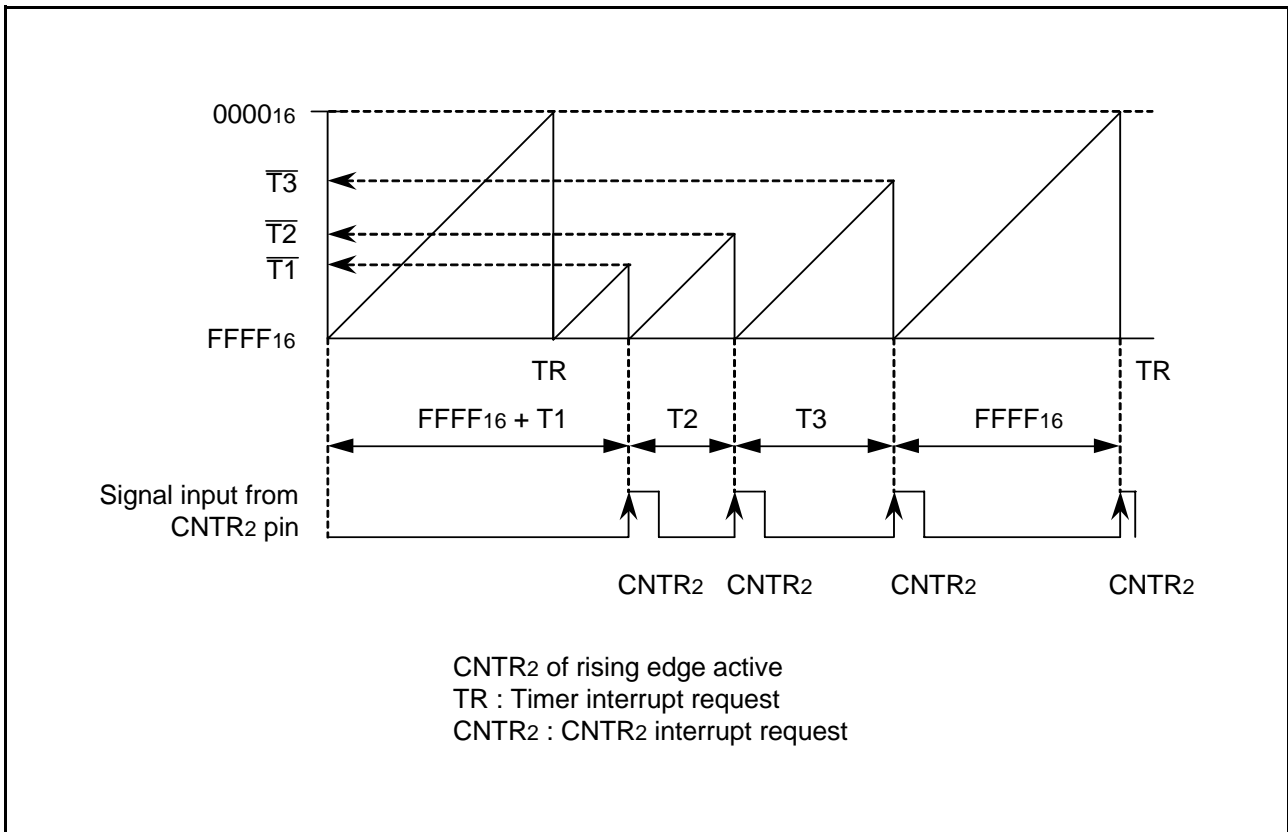 000016
T3
T2
T1
FFFF16
TR TR
FFFF16 + T1 T2 T3 FFFF16
Signal input from
CNTR2 pin
CNTR2 CNTR2 CNTR2 CNTR2
CNTR2 of rising edge active
TR : Timer interrupt request
CNTR2 : CNTR2 interrupt request